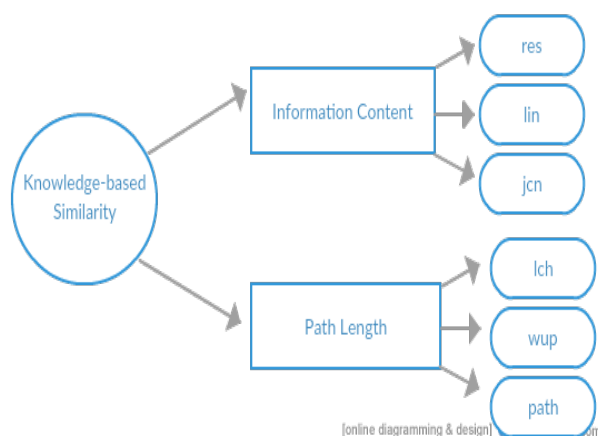 res
Information Content
lin
jcn
Knowledge-based
Similarity
lch
Path Length
wup
path
[online diagramming & design]